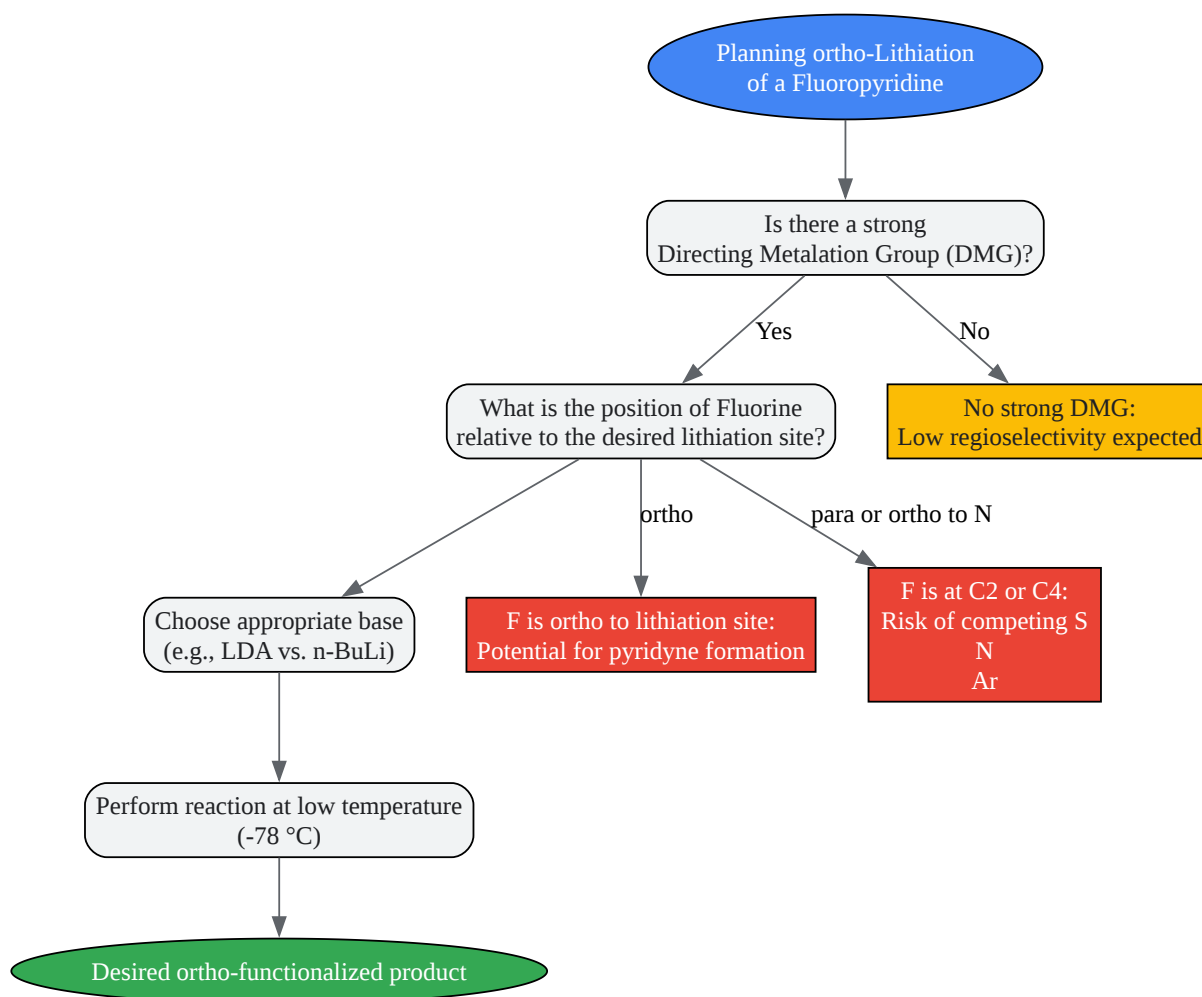 Planning ortho-Lithiation
of a Fluoropyridine
Is there a strong
Directing Metalation Group (DMG)?
Yes
No
What is the position of Fluorine
relative to the desired lithiation site?
No strong DMG:
Low regioselectivity expected
ortho
para or ortho to N
Choose appropriate base
(e.g., LDA vs. n-BuLi)
F is ortho to lithiation site:
Potential for pyridyne formation
F is at C2 or C4:
Risk of competing S
N
Ar
Perform reaction at low temperature
(-78 °C)
Desired ortho-functionalized product